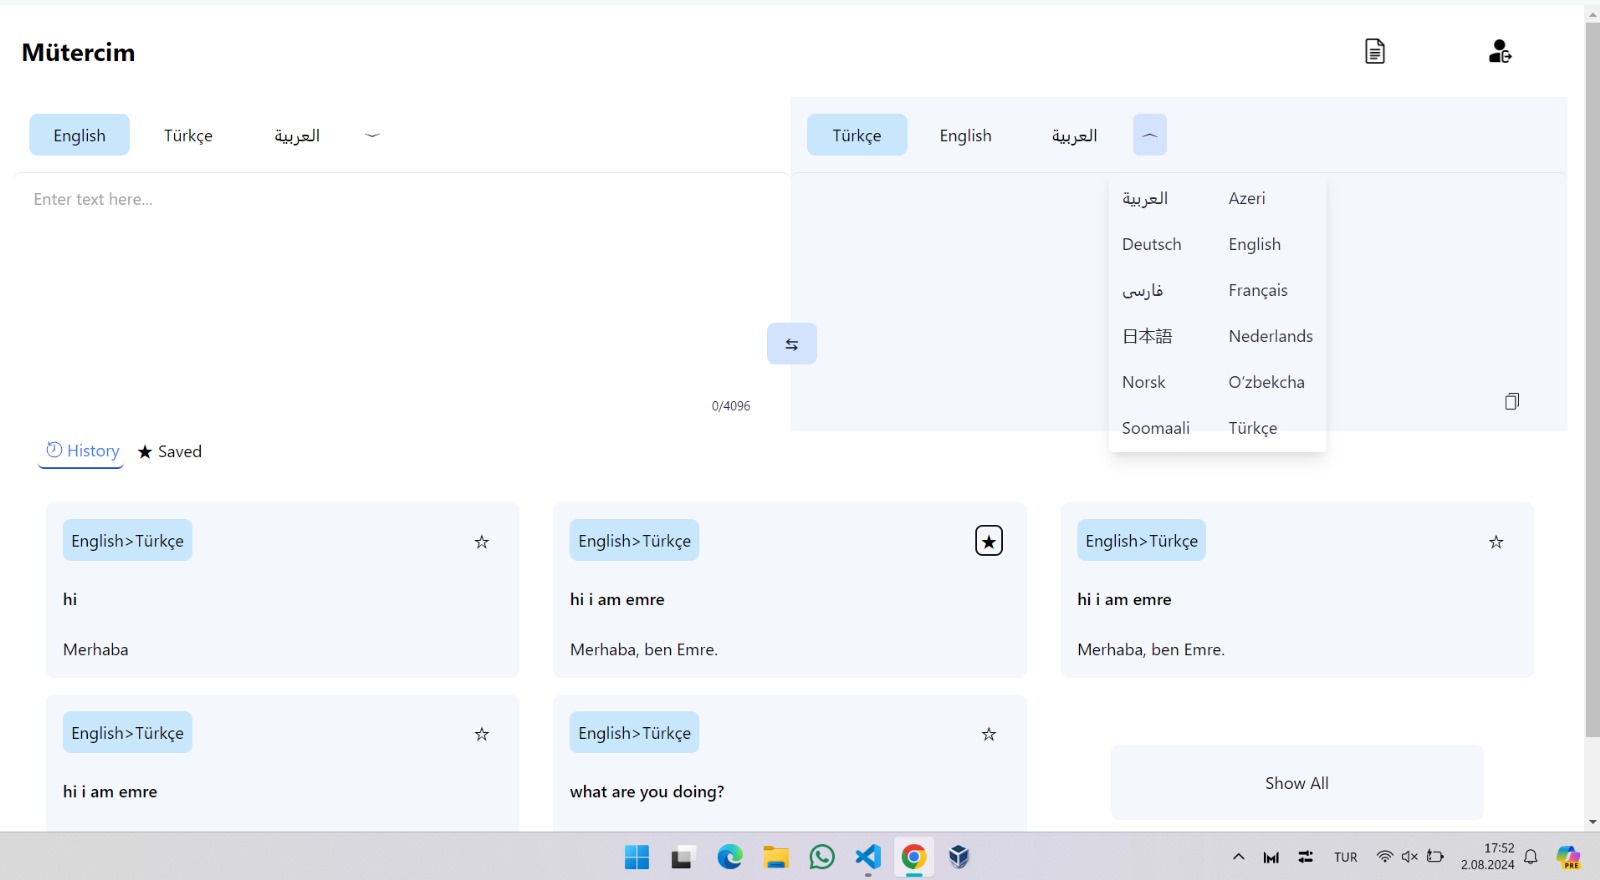 Mütercim
English Türkçe العربية
Türkçe English العربية
Enter text here...
العربية Azeri
Deutsch English
فارسی Français
日本語 Nederlands
Norsk O‘zbekcha
Soomaali Türkçe
0/4096
History Saved
English>Türkçe
hi
Merhaba
English>Türkçe
hi i am emre
Merhaba, ben Emre.
English>Türkçe
hi i am emre
Merhaba, ben Emre.
English>Türkçe
hi i am emre
English>Türkçe
what are you doing?
Show All
TUR
17:52
2.08.2024
PRE